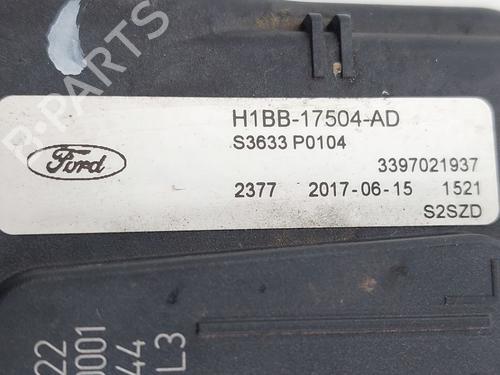 B-PARTS
H1BB-17504-AD
S3633 P0104
Ford
3397021937
2377 2017-06-15 1521
S2SZD
22
0001
44
L3